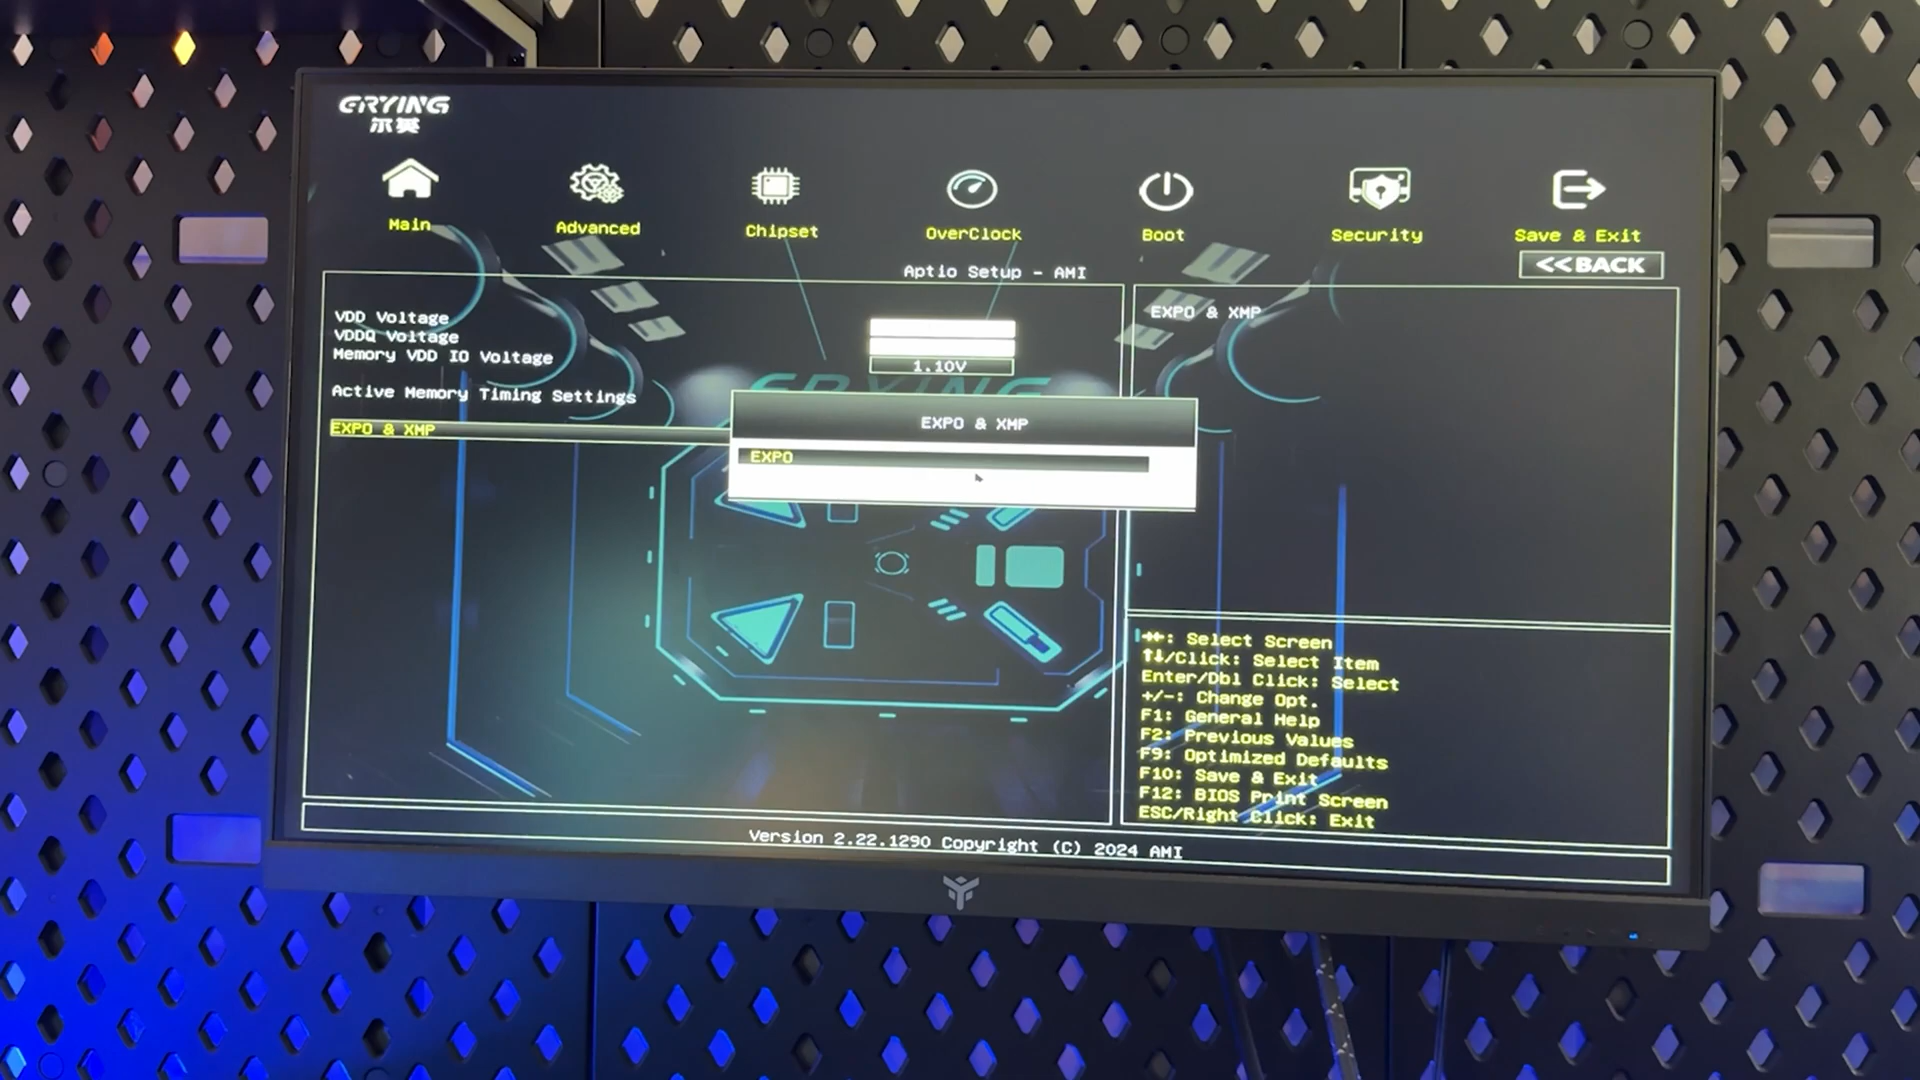 ERYING
尔英
Main
Advanced
Chipset
OverClock
Boot
Security
Save & Exit
<<BACK
Aptio Setup - AMI
VDD Voltage
VDDQ Voltage
Memory VDD IO Voltage
1.10V
Active Memory Timing Settings
EXPO & XMP
ERYING
EXPO & XMP
EXPO
EXPO & XMP
→←: Select Screen
↑↓/Click: Select Item
Enter/Dbl Click: Select
+/-: Change Opt.
F1: General Help
F2: Previous Values
F9: Optimized Defaults
F10: Save & Exit
F12: BIOS Print Screen
ESC/Right Click: Exit
Version 2.22.1290 Copyright (C) 2024 AMI